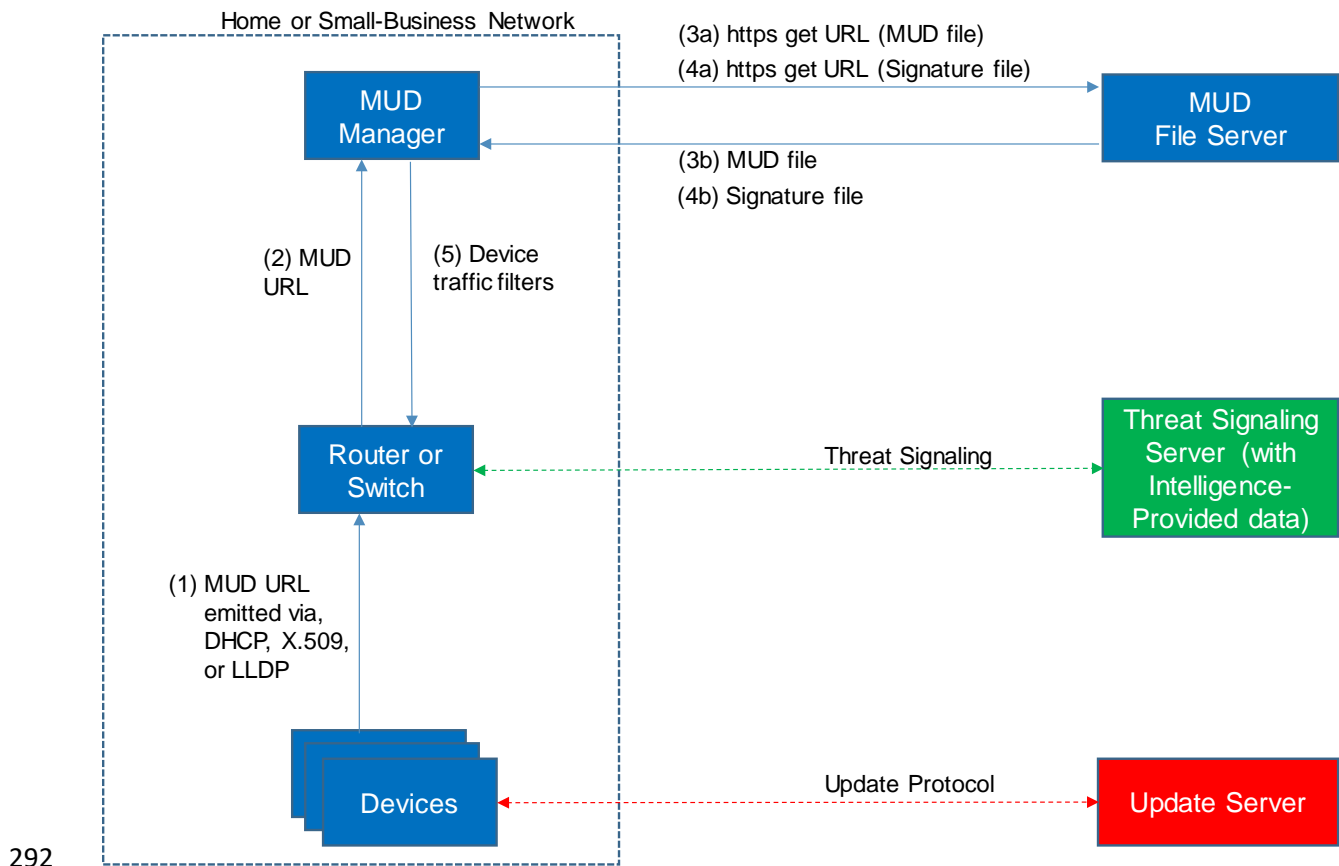 Home or Small-Business Network
(3a) https get URL (MUD file)
(4a) https get URL (Signature file)
MUD
Manager
MUD
File Server
(3b) MUD file
(4b) Signature file
(2) MUD
URL
(5) Device
traffic filters
Router or
Switch
Threat Signaling
Threat Signaling
Server (with
Intelligence-
Provided data)
(1) MUD URL
emitted via,
DHCP, X.509,
or LLDP
Devices
Update Protocol
Update Server
292